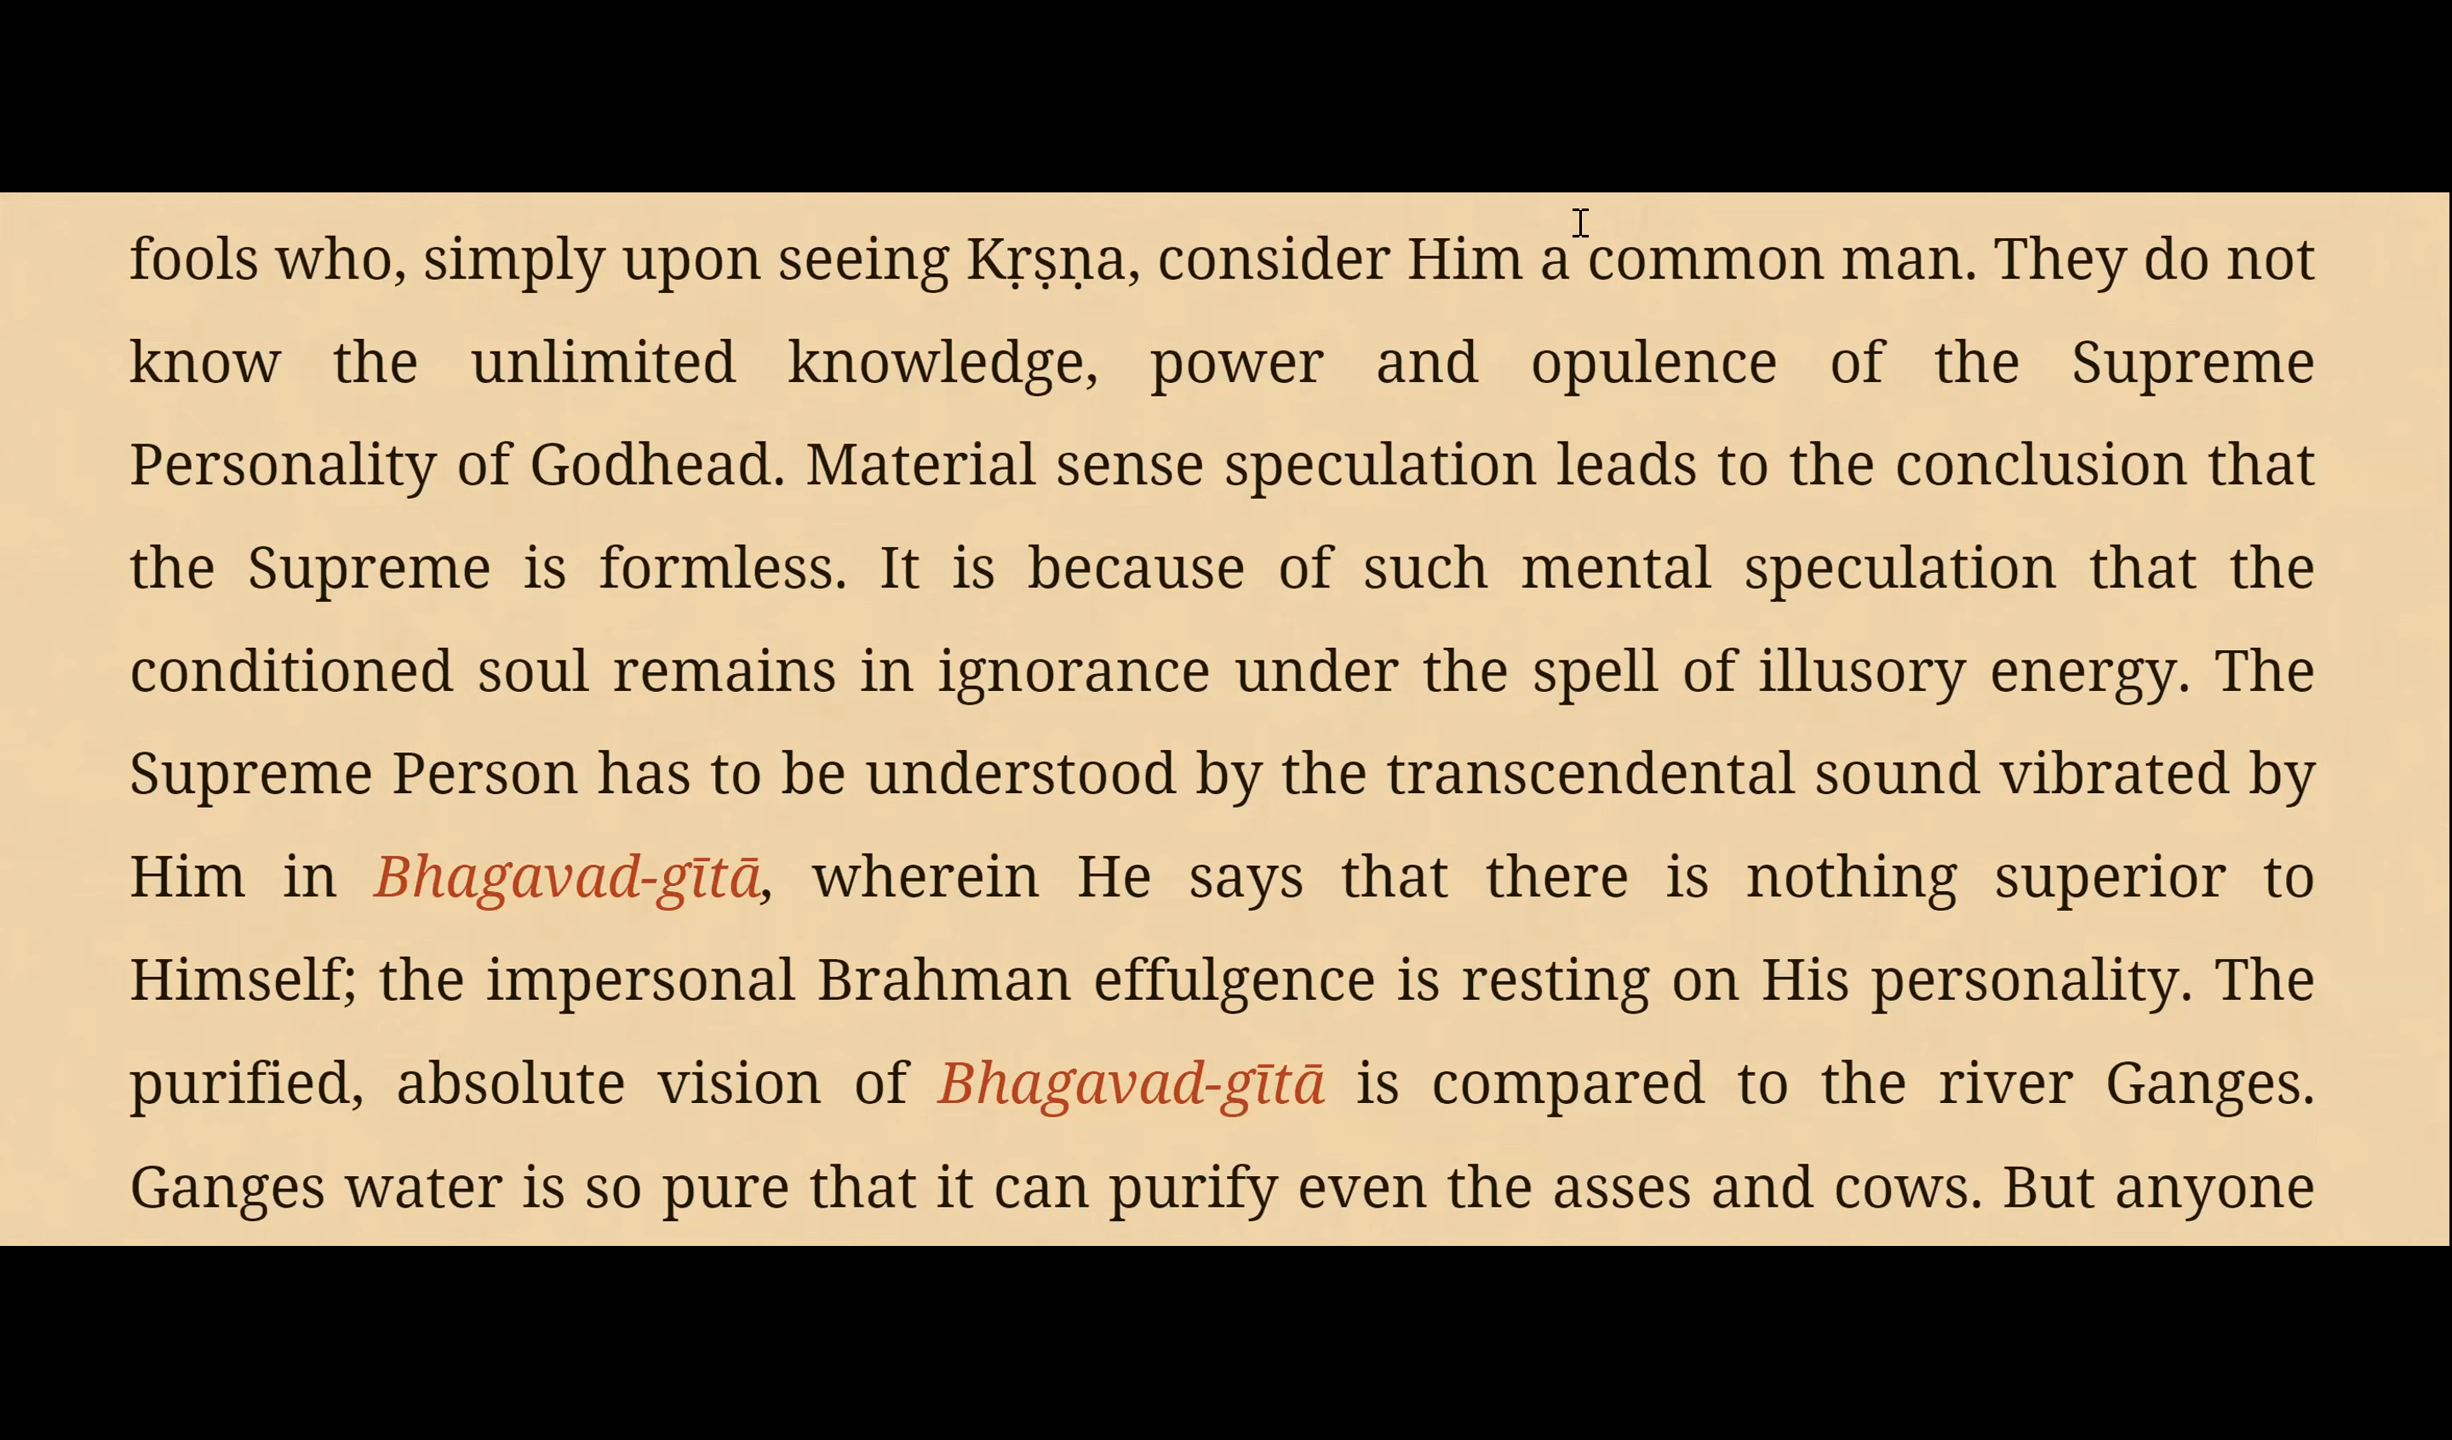 fools who, simply upon seeing Kṛṣṇa, consider Him a common man. They do not
know the unlimited knowledge, power and opulence of the Supreme
Personality of Godhead. Material sense speculation leads to the conclusion that
the Supreme is formless. It is because of such mental speculation that the
conditioned soul remains in ignorance under the spell of illusory energy. The
Supreme Person has to be understood by the transcendental sound vibrated by
Him in Bhagavad-gītā, wherein He says that there is nothing superior to
Himself; the impersonal Brahman effulgence is resting on His personality. The
purified, absolute vision of Bhagavad-gītā is compared to the river Ganges.
Ganges water is so pure that it can purify even the asses and cows. But anyone